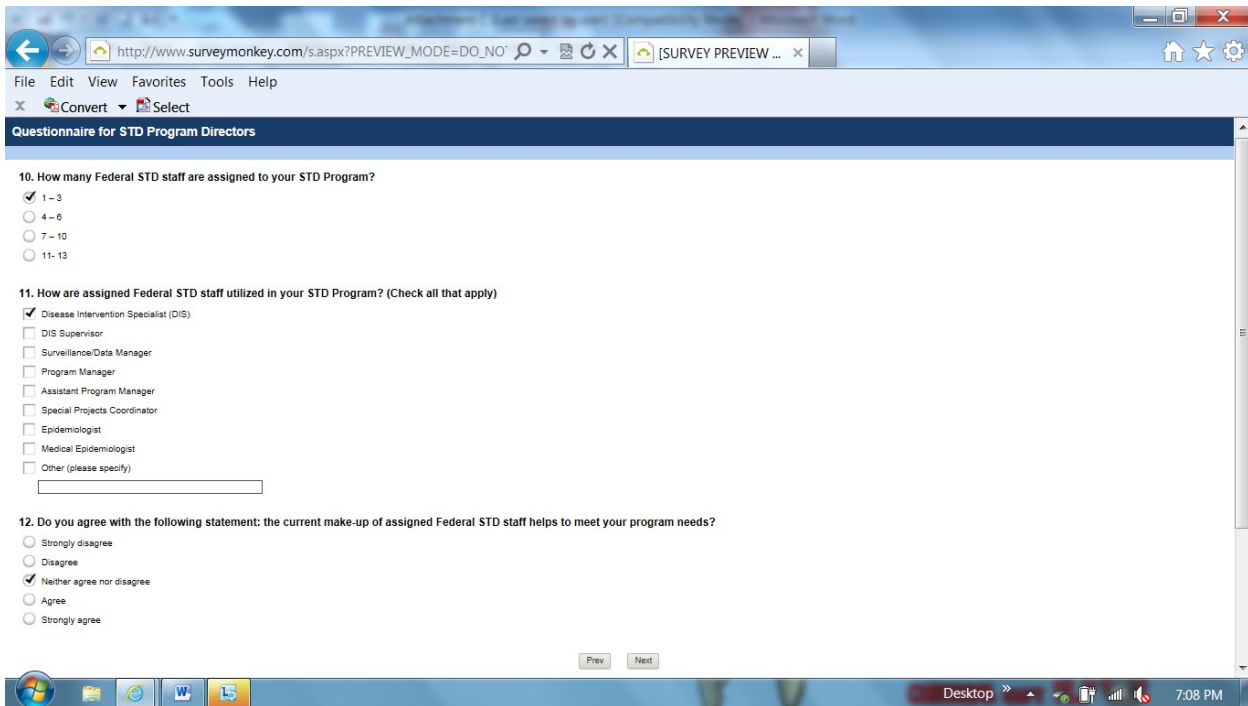 http://www.surveymonkey.com/s.aspx?PREVIEW_MODE=DO_NO
[SURVEY PREVIEW ...
File Edit View Favorites Tools Help
Convert Select
Questionnaire for STD Program Directors
10. How many Federal STD staff are assigned to your STD Program?
1 – 3
4 – 6
7 – 10
11- 13
11. How are assigned Federal STD staff utilized in your STD Program? (Check all that apply)
Disease Intervention Specialist (DIS)
DIS Supervisor
Surveillance/Data Manager
Program Manager
Assistant Program Manager
Special Projects Coordinator
Epidemiologist
Medical Epidemiologist
Other (please specify)
12. Do you agree with the following statement: the current make-up of assigned Federal STD staff helps to meet your program needs?
Strongly disagree
Disagree
Neither agree nor disagree
Agree
Strongly agree
Prev Next
Desktop » 7:08 PM